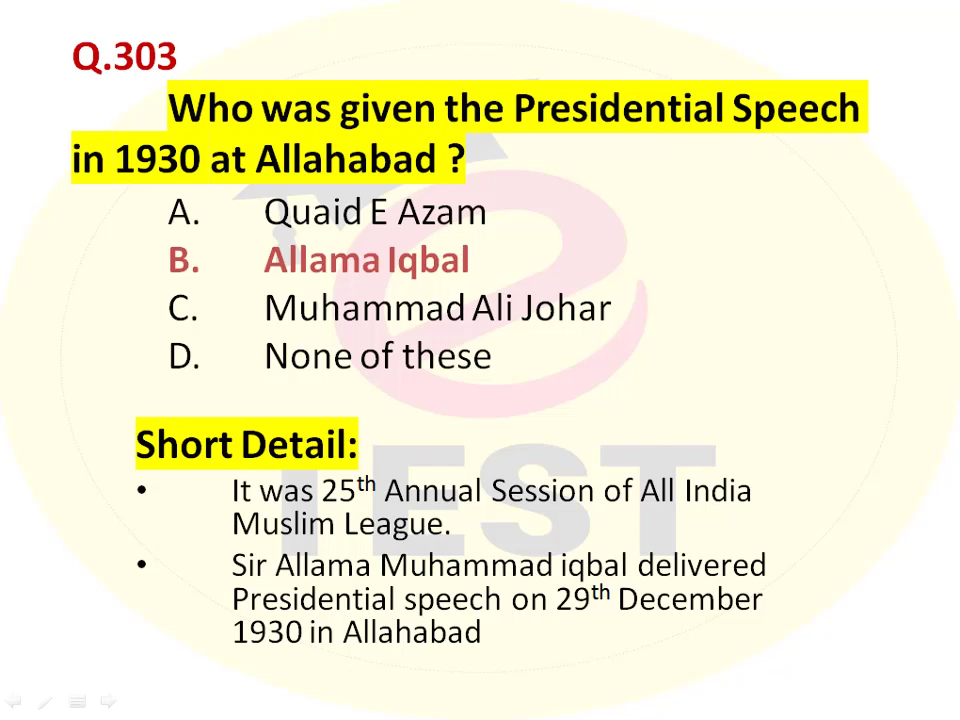 Q.303
Who was given the Presidential Speech
in 1930 at Allahabad ?
A. Quaid E Azam
B. Allama Iqbal
C. Muhammad Ali Johar
D. None of these
Short Detail:
• It was 25th Annual Session of All India
Muslim League.
• Sir Allama Muhammad iqbal delivered
Presidential speech on 29th December
1930 in Allahabad
TEST